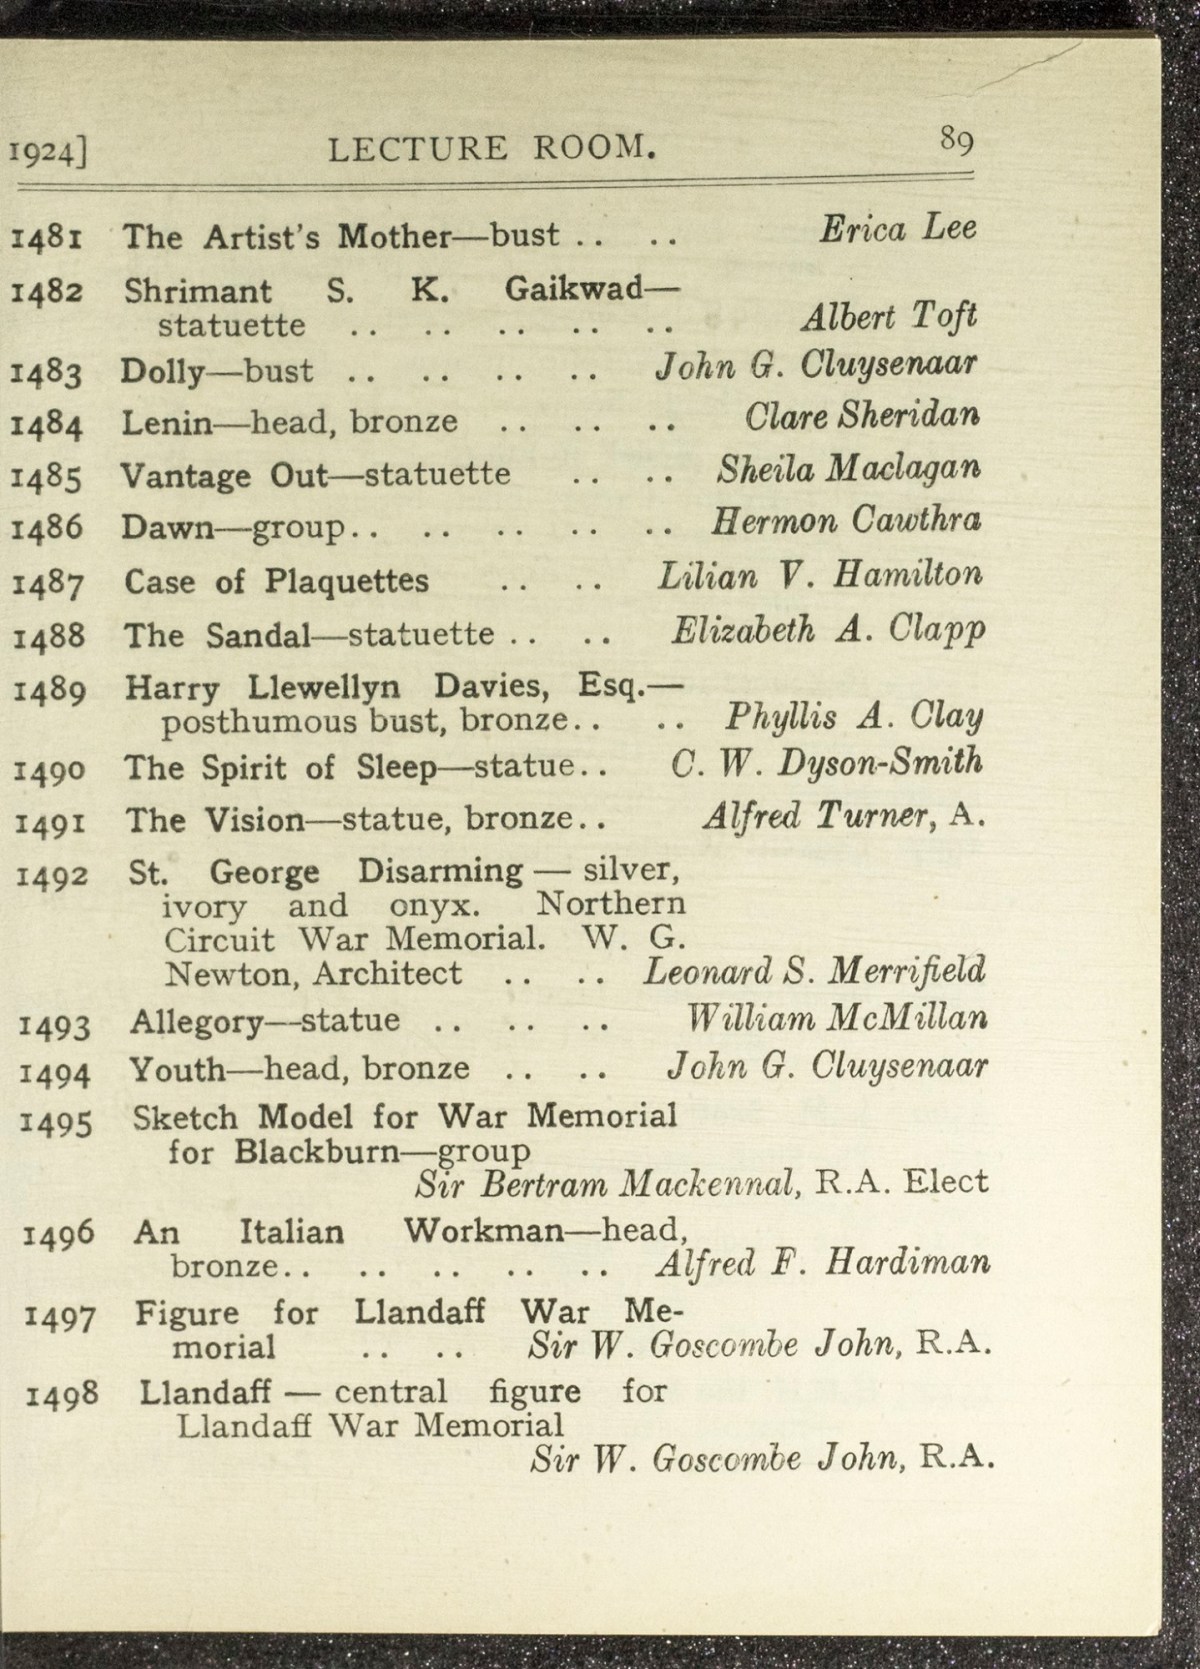 1924] LECTURE ROOM. 89
1481 The Artist's Mother—bust .. .. Erica Lee
1482 Shrimant S. K. Gaikwad—
statuette .. .. .. .. .. Albert Toft
1483 Dolly—bust .. .. .. .. John G. Cluysenaar
1484 Lenin—head, bronze .. .. .. Clare Sheridan
1485 Vantage Out—statuette .. .. Sheila Maclagan
1486 Dawn—group.. .. .. .. .. Hermon Cawthra
1487 Case of Plaquettes .. .. Lilian V. Hamilton
1488 The Sandal—statuette .. .. Elizabeth A. Clapp
1489 Harry Llewellyn Davies, Esq.—
posthumous bust, bronze.. .. Phyllis A. Clay
1490 The Spirit of Sleep—statue.. C. W. Dyson-Smith
1491 The Vision—statue, bronze.. Alfred Turner, A.
1492 St. George Disarming — silver,
ivory and onyx. Northern
Circuit War Memorial. W. G.
Newton, Architect .. .. Leonard S. Merrifield
1493 Allegory—statue .. .. .. William McMillan
1494 Youth—head, bronze .. .. John G. Cluysenaar
1495 Sketch Model for War Memorial
for Blackburn—group
Sir Bertram Mackennal, R.A. Elect
1496 An Italian Workman—head,
bronze.. .. .. .. .. Alfred F. Hardiman
1497 Figure for Llandaff War Me-
morial .. .. Sir W. Goscombe John, R.A.
1498 Llandaff — central figure for
Llandaff War Memorial
Sir W. Goscombe John, R.A.